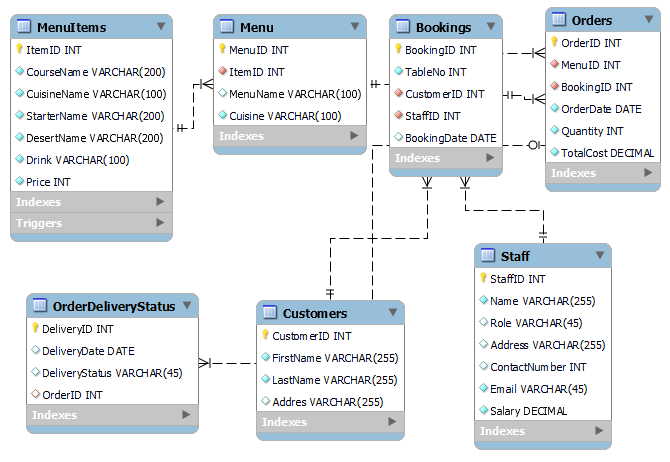 MenuItems
ItemID INT
CourseName VARCHAR(200)
CuisineName VARCHAR(100)
StarterName VARCHAR(200)
DesertName VARCHAR(200)
Drink VARCHAR(100)
Price INT
Indexes
Triggers
Menu
MenuID INT
ItemID INT
MenuName VARCHAR(100)
Cuisine VARCHAR(100)
Indexes
Bookings
BookingID INT
TableNo INT
CustomerID INT
StaffID INT
BookingDate DATE
Indexes
Orders
OrderID INT
MenuID INT
BookingID INT
OrderDate DATE
Quantity INT
TotalCost DECIMAL
Indexes
OrderDeliveryStatus
DeliveryID INT
DeliveryDate DATE
DeliveryStatus VARCHAR(45)
OrderID INT
Indexes
Customers
CustomerID INT
FirstName VARCHAR(255)
LastName VARCHAR(255)
Addres VARCHAR(255)
Indexes
Staff
StaffID INT
Name VARCHAR(255)
Role VARCHAR(45)
Address VARCHAR(255)
ContactNumber INT
Email VARCHAR(45)
Salary DECIMAL
Indexes